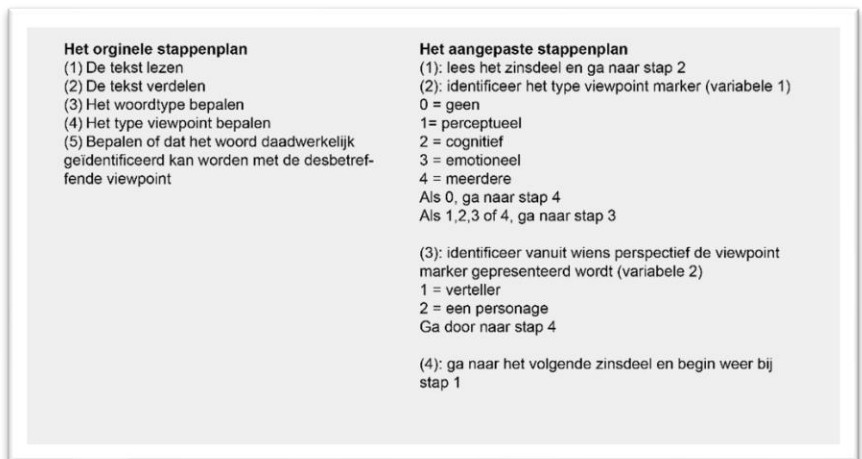 Het orginele stappenplan
(1) De tekst lezen
(2) De tekst verdelen
(3) Het woordtype bepalen
(4) Het type viewpoint bepalen
(5) Bepalen of dat het woord daadwerkelijk
geïdentificeerd kan worden met de desbetref-
fende viewpoint
Het aangepaste stappenplan
(1): lees het zinsdeel en ga naar stap 2
(2): identificeer het type viewpoint marker (variabele 1)
0 = geen
1= perceptueel
2 = cognitief
3 = emotioneel
4 = meerdere
Als 0, ga naar stap 4
Als 1,2,3 of 4, ga naar stap 3
(3): identificeer vanuit wiens perspectief de viewpoint
marker gepresenteerd wordt (variabele 2)
1 = verteller
2 = een personage
Ga door naar stap 4
(4): ga naar het volgende zinsdeel en begin weer bij
stap 1